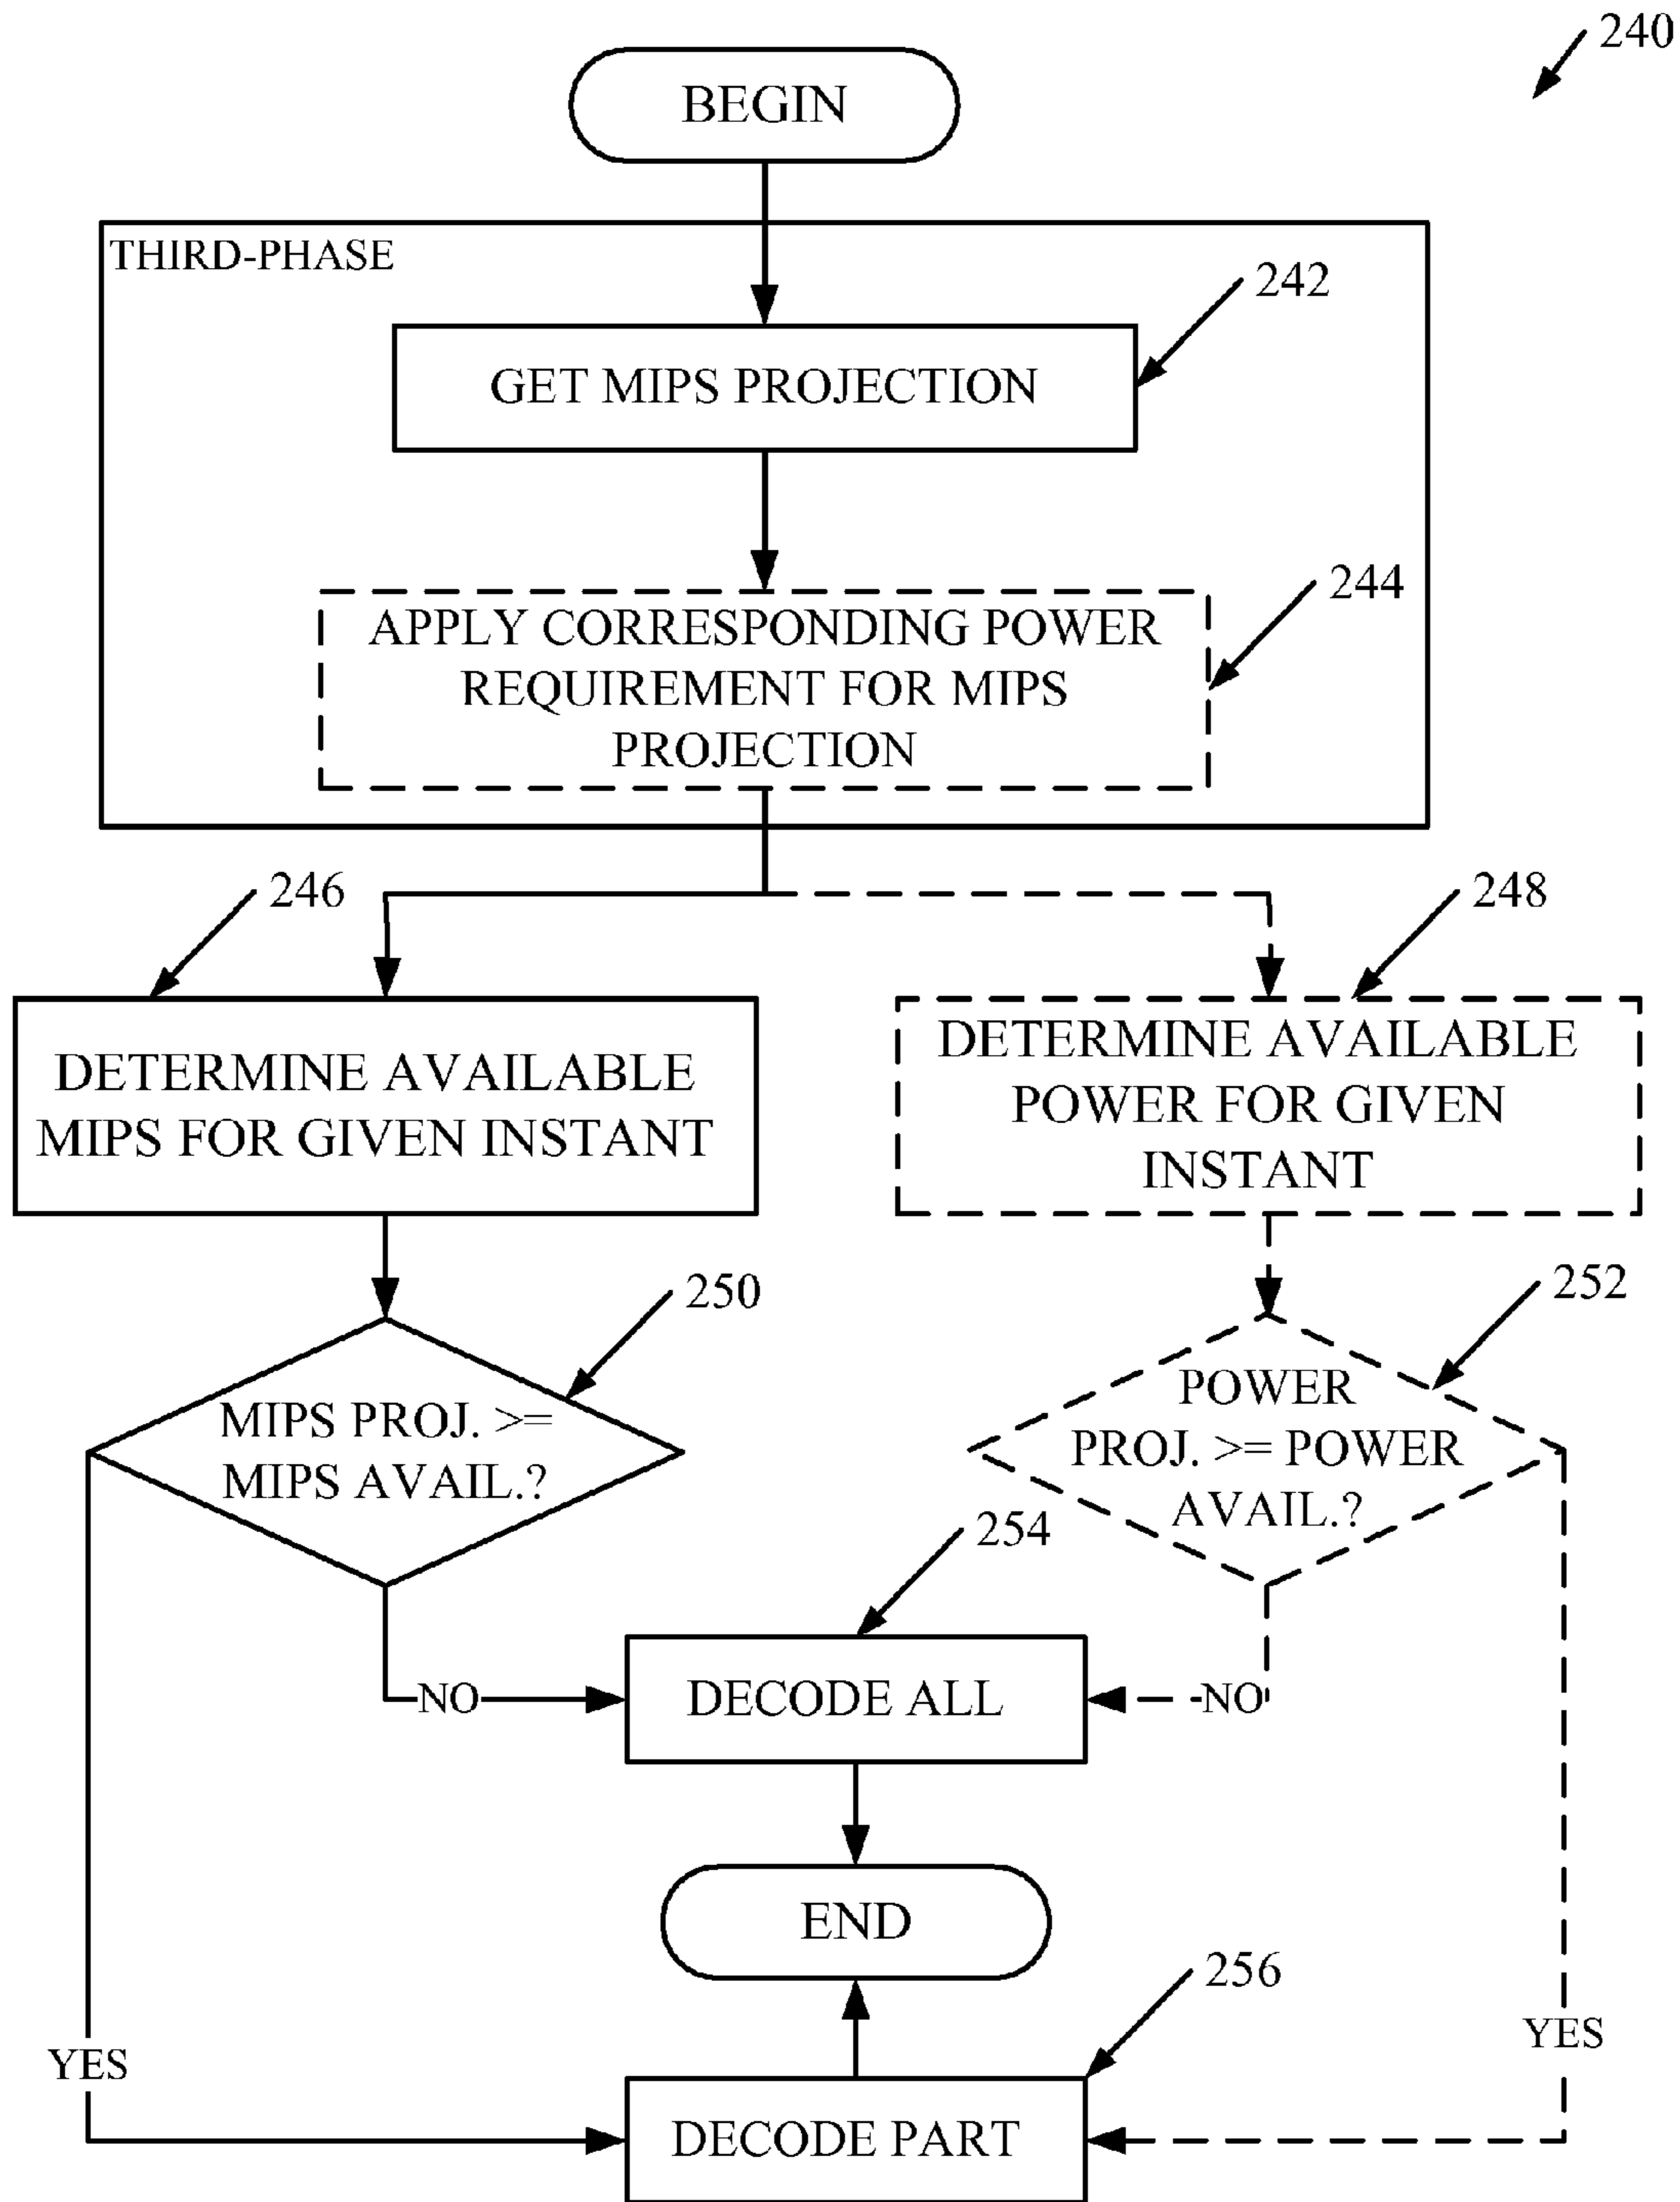 240
BEGIN
THIRD-PHASE
242
GET MIPS PROJECTION
244
APPLY CORRESPONDING POWER
REQUIREMENT FOR MIPS
PROJECTION
246
248
DETERMINE AVAILABLE
MIPS FOR GIVEN INSTANT
DETERMINE AVAILABLE
POWER FOR GIVEN
INSTANT
250
252
MIPS PROJ. >=
MIPS AVAIL.?
POWER
PROJ. >= POWER
AVAIL.?
254
NO
DECODE ALL
NO
END
256
YES
YES
DECODE PART